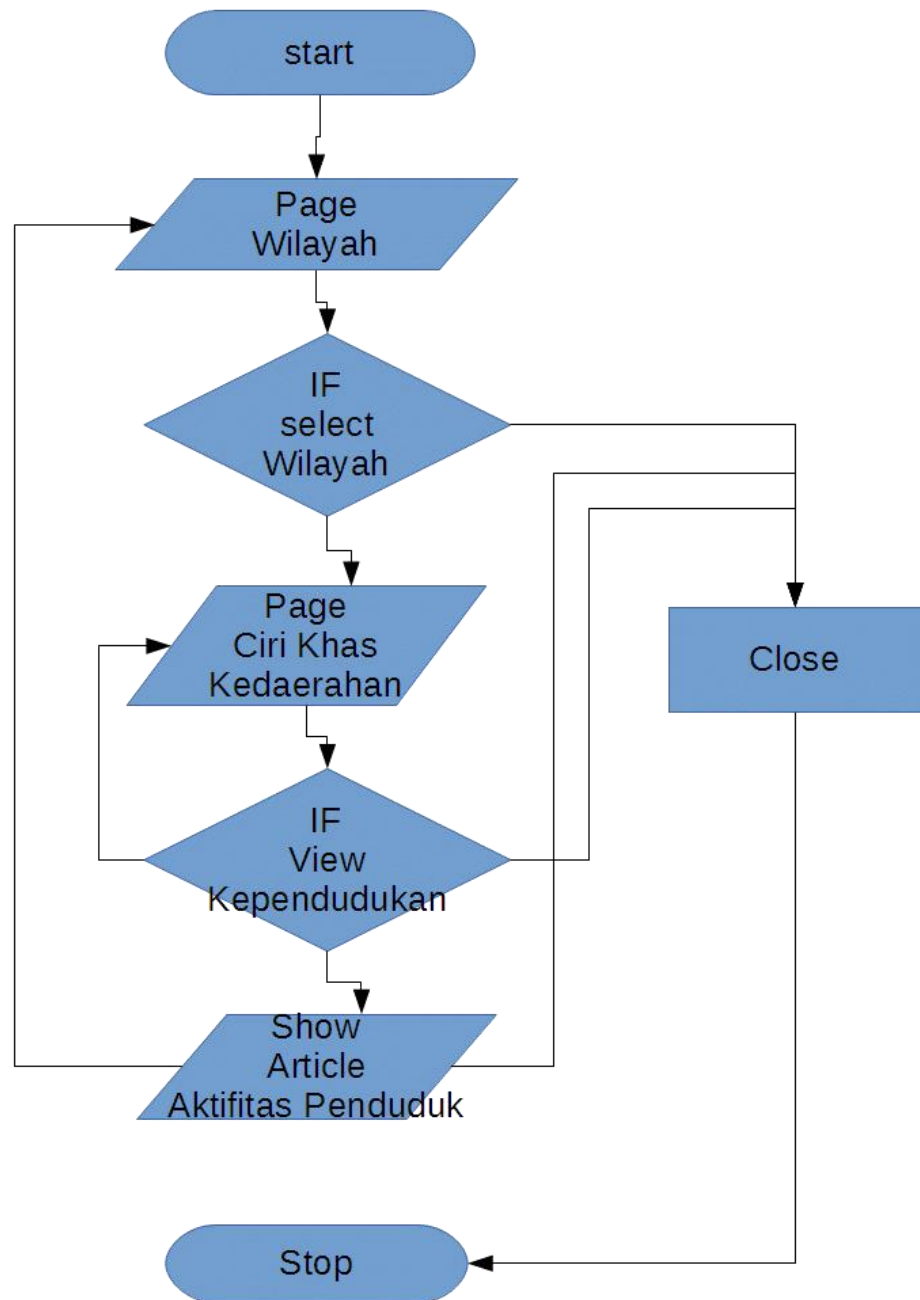 start
Page
Wilayah
IF
select
Wilayah
Page
Ciri Khas
Kedaerahan
Close
IF
View
Kependudukan
Show
Article
Aktifitas Penduduk
Stop